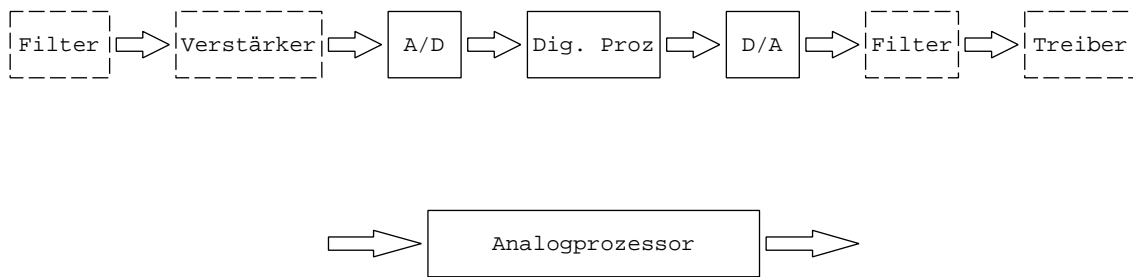 Filter Verstärker A/D Dig. Proz D/A Filter Treiber
Analogprozessor